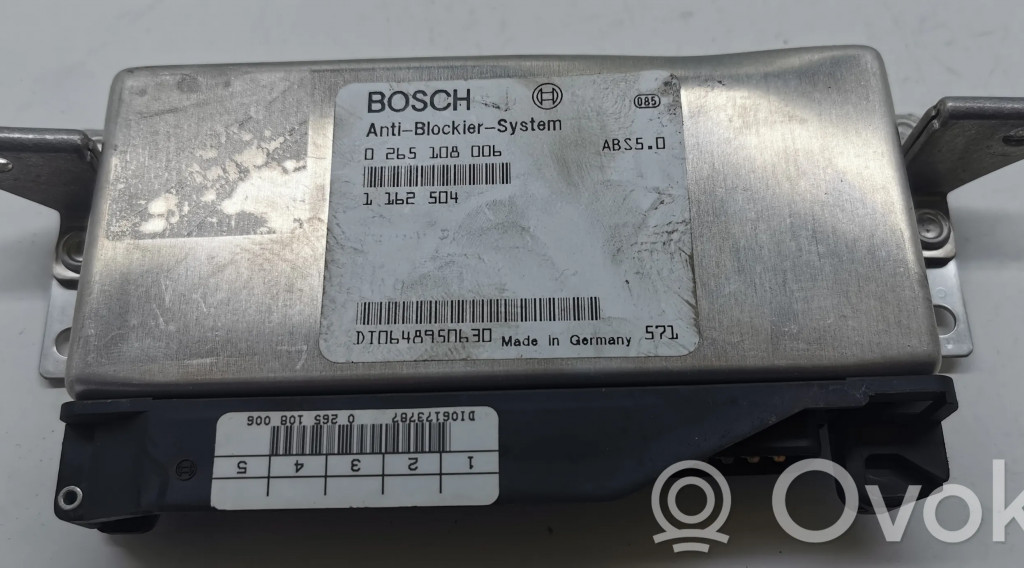 BOSCH 085
Anti-Blockier-System
0 265 108 006 ABS5.0
1 162 504
DT0648950630 Made in Germany 571
DI06173787 0 265 108 006
1 2 3 4 5
Ovok